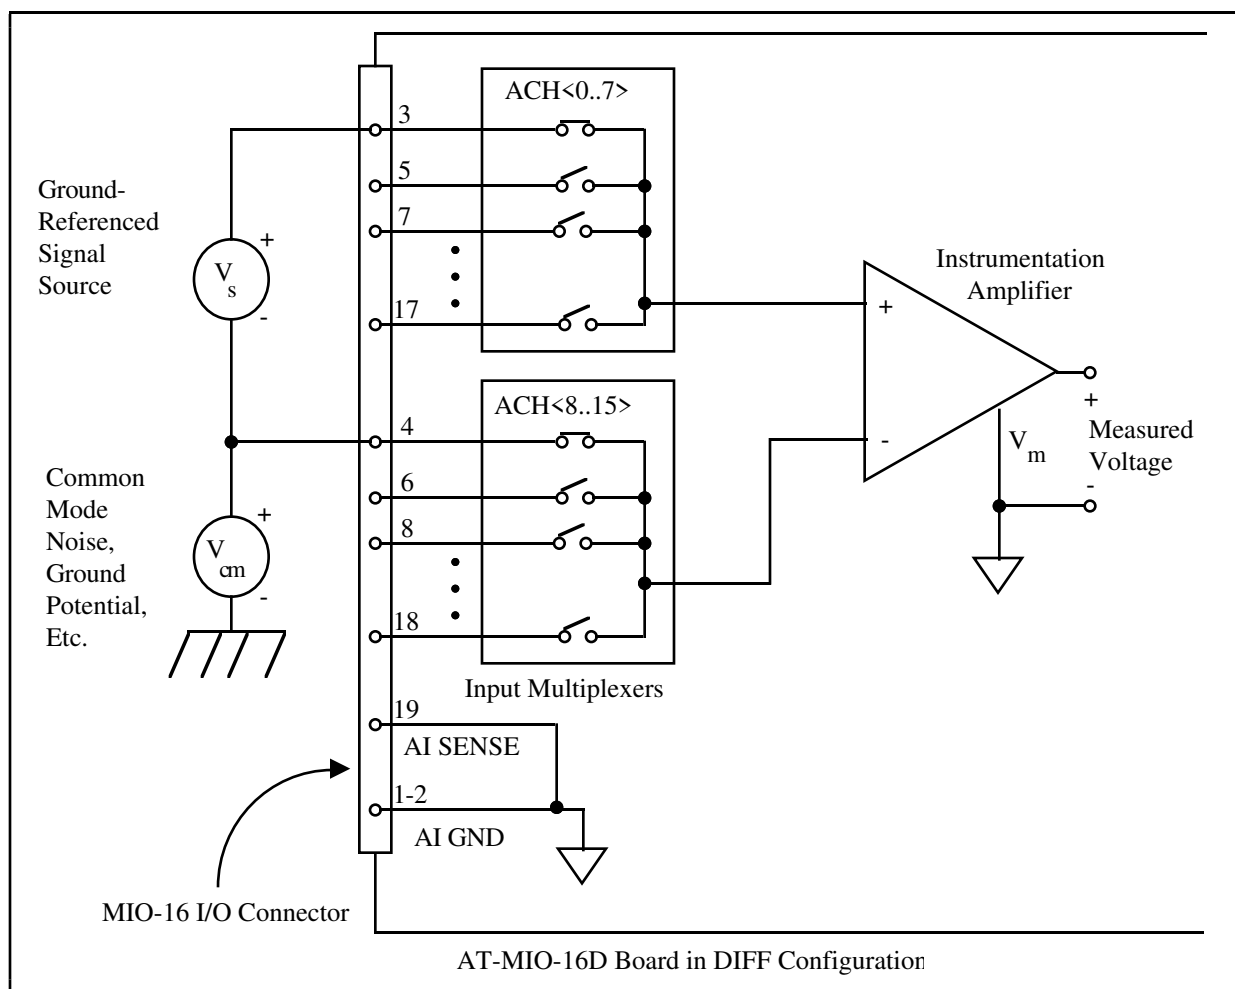 ACH<0..7>
3
5
7
17
Ground-
Referenced
Signal
Source
+
V
s
-
Instrumentation
Amplifier
+
-
ACH<8..15>
4
6
8
18
+
Measured
Voltage
-
V
m
Common
Mode
Noise,
Ground
Potential,
Etc.
+
V
cm
-
Input Multiplexers
19
AI SENSE
1-2
AI GND
MIO-16 I/O Connector
AT-MIO-16D Board in DIFF Configuration